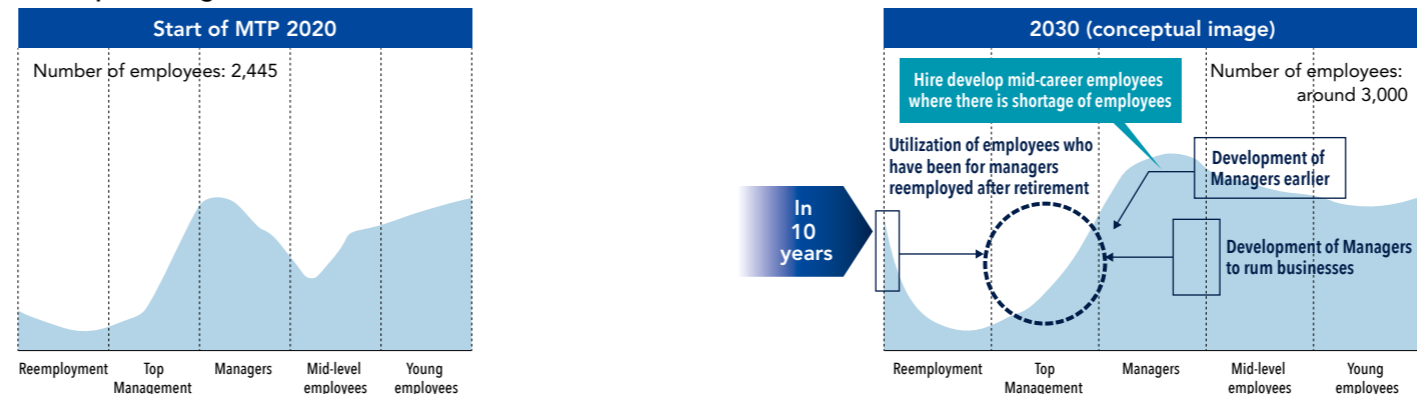 Start of MTP 2020
Number of employees: 2,445
Reemployment
Top
Management
Managers
Mid-level
employees
Young
employees
In
10
years
2030 (conceptual image)
Number of employees:
around 3,000
Hire develop mid-career employees
where there is shortage of employees
Utilization of employees who
have been for managers
reemployed after retirement
Development of
Managers earlier
Development of Managers
to rum businesses
Reemployment
Top
Management
Managers
Mid-level
employees
Young
employees